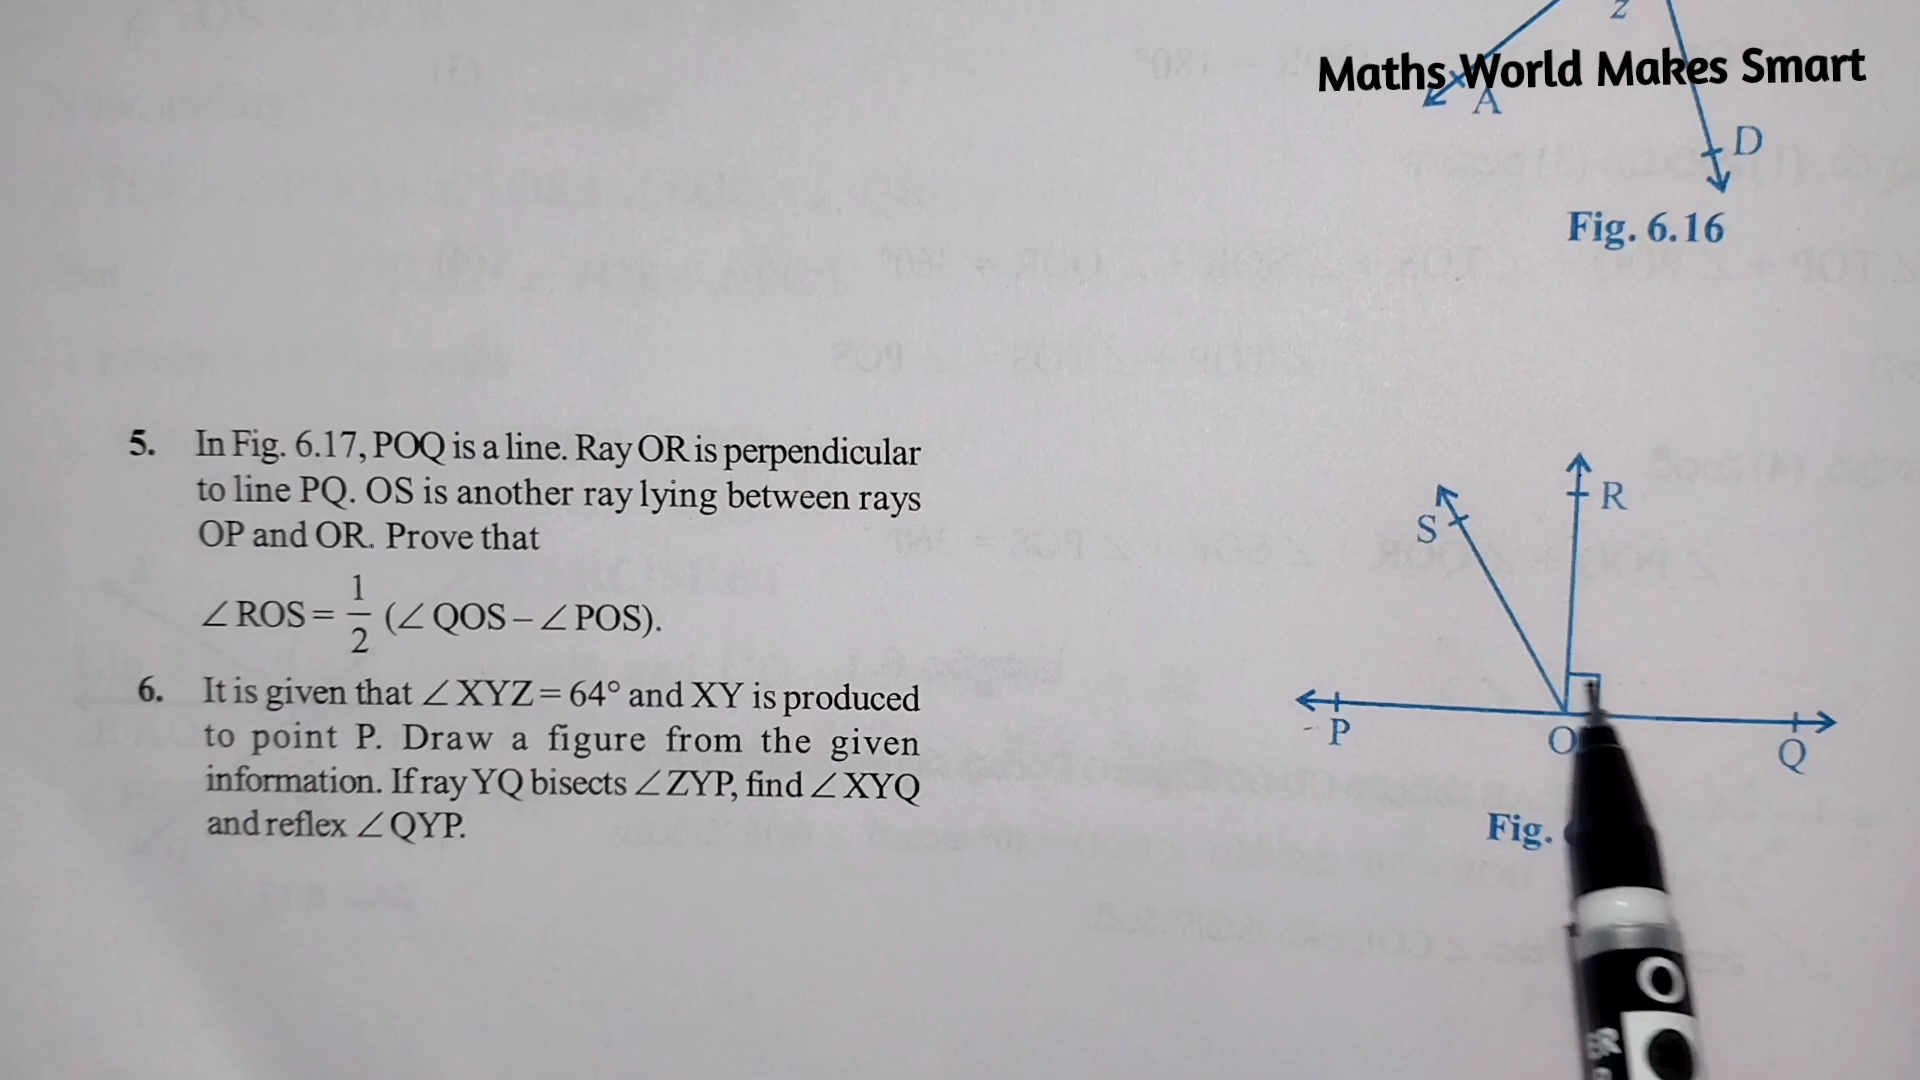 z
Maths World Makes Smart
A
D
Fig. 6.16
5. In Fig. 6.17, POQ is a line. Ray OR is perpendicular
to line PQ. OS is another ray lying between rays
OP and OR. Prove that
∠ROS = 1/2 (∠QOS – ∠POS).
6. It is given that ∠XYZ = 64° and XY is produced
to point P. Draw a figure from the given
information. If ray YQ bisects ∠ZYP, find ∠XYQ
and reflex ∠QYP.
R
S
P
O
Q
Fig.